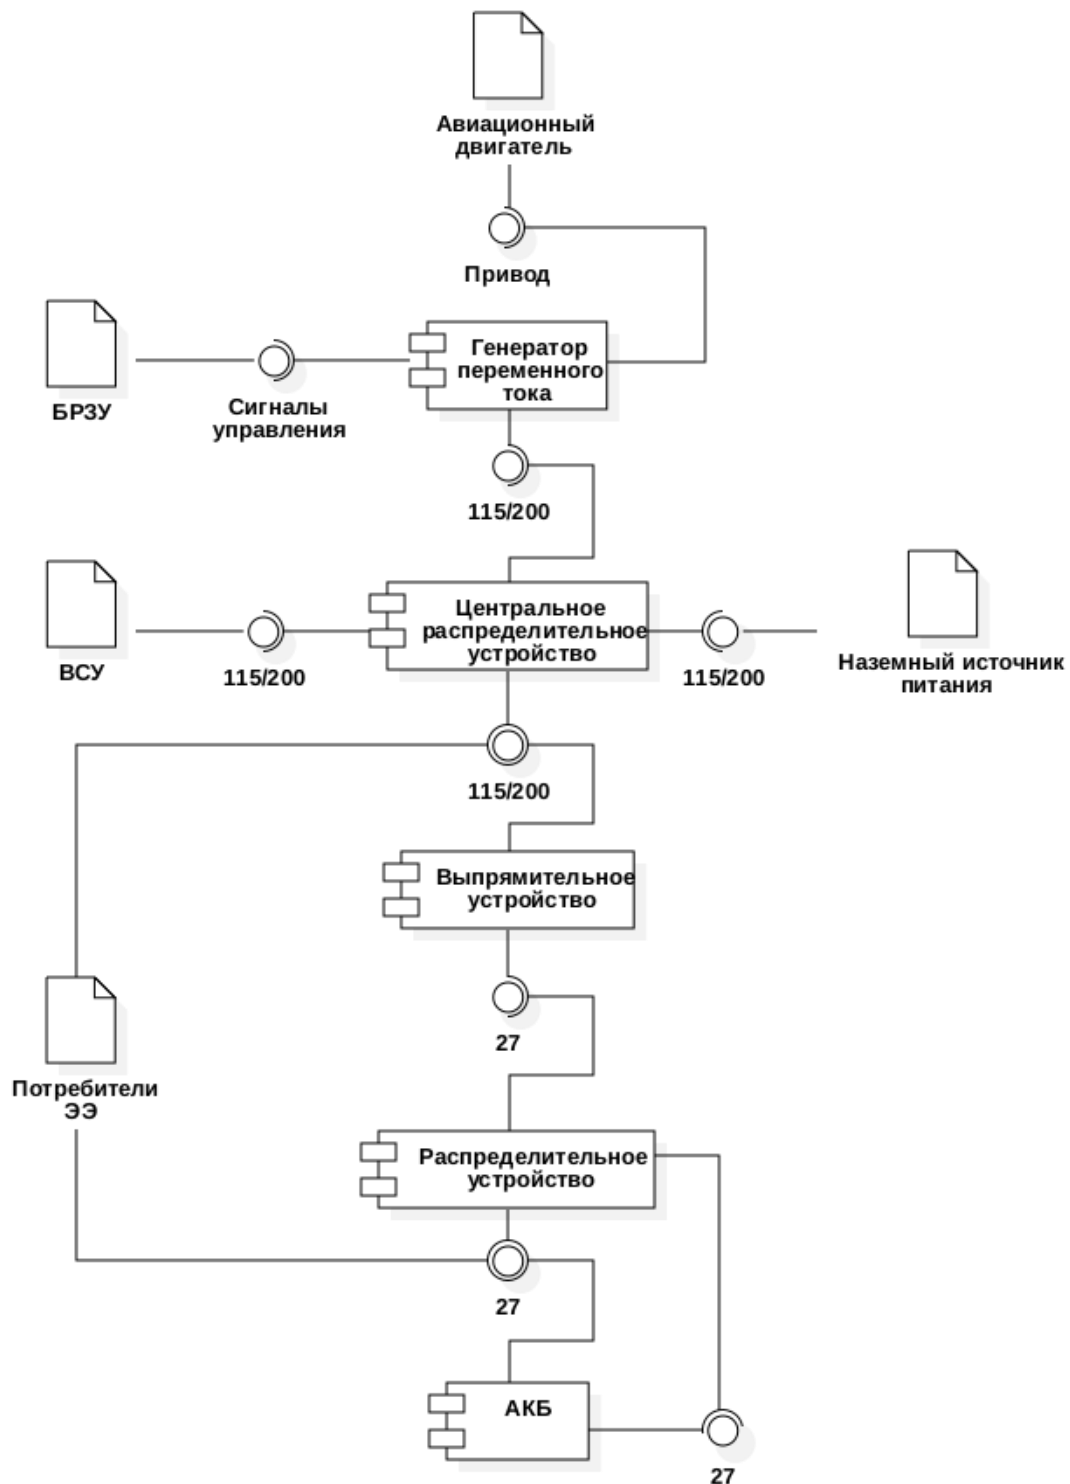 Авиационный
двигатель
Привод
Генератор
переменного
тока
БРЗУ
Сигналы
управления
115/200
Центральное
распределительное
устройство
ВСУ
115/200
115/200
Наземный источник
питания
115/200
Выпрямительное
устройство
27
Потребители
ЭЭ
Распределительное
устройство
27
АКБ
27